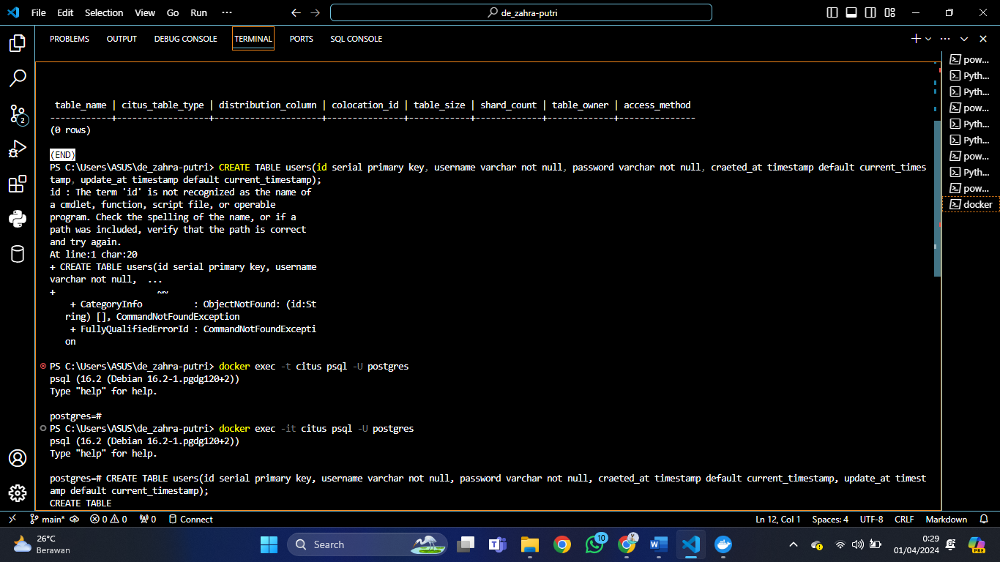 File Edit Selection View Go Run ··· de_zahra-putri
PROBLEMS OUTPUT DEBUG CONSOLE TERMINAL PORTS SQL CONSOLE
table_name | citus_table_type | distribution_column | colocation_id | table_size | shard_count | table_owner | access_method
------------+------------------+---------------------+---------------+------------+-------------+-------------+---------------
(0 rows)
(END)
PS C:\Users\ASUS\de_zahra-putri> CREATE TABLE users(id serial primary key, username varchar not null, password varchar not null, craeted_at timestamp default current_times
tamp, update_at timestamp default current_timestamp);
id : The term 'id' is not recognized as the name of
a cmdlet, function, script file, or operable
program. Check the spelling of the name, or if a
path was included, verify that the path is correct
and try again.
At line:1 char:20
+ CREATE TABLE users(id serial primary key, username
varchar not null,  ...
+                    ~~
+ CategoryInfo          : ObjectNotFound: (id:St
ring) [], CommandNotFoundException
+ FullyQualifiedErrorId : CommandNotFoundExcepti
on
PS C:\Users\ASUS\de_zahra-putri> docker exec -t citus psql -U postgres
psql (16.2 (Debian 16.2-1.pgdg120+2))
Type "help" for help.
postgres=#
PS C:\Users\ASUS\de_zahra-putri> docker exec -it citus psql -U postgres
psql (16.2 (Debian 16.2-1.pgdg120+2))
Type "help" for help.
postgres=# CREATE TABLE users(id serial primary key, username varchar not null, password varchar not null, craeted_at timestamp default current_timestamp, update_at timest
amp default current_timestamp);
CREATE TABLE
pow...
Pyth...
Pyth...
pow...
Pyth...
Pyth...
pow...
Pyth...
pow...
docker
2
main* 0 0 0 Connect Ln 12, Col 1 Spaces: 4 UTF-8 CRLF Markdown
26°C
Berawan
Search
10
0:29
01/04/2024
PRE